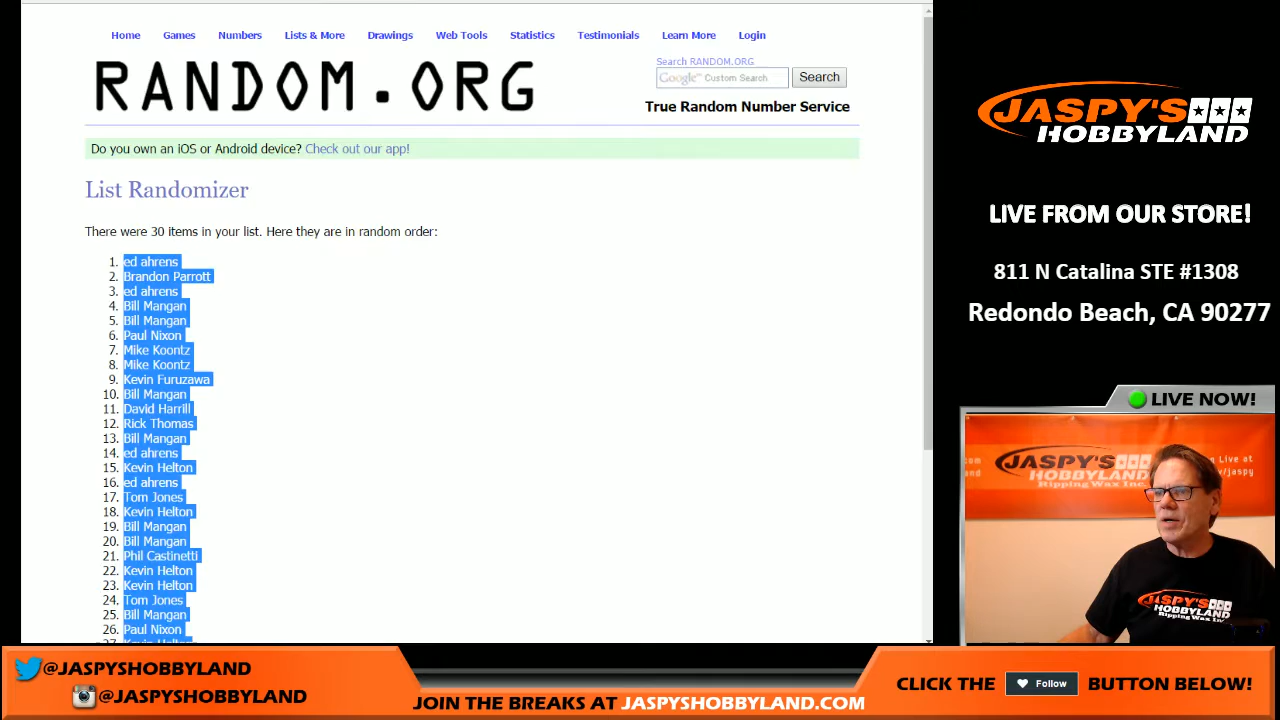 Home Games Numbers Lists & More Drawings Web Tools Statistics Testimonials Learn More Login
RANDOM.ORG
Search RANDOM.ORG
Google™ Custom Search Search
True Random Number Service
Do you own an iOS or Android device? Check out our app!
List Randomizer
There were 30 items in your list. Here they are in random order:
1. ed ahrens
2. Brandon Parrott
3. ed ahrens
4. Bill Mangan
5. Bill Mangan
6. Paul Nixon
7. Mike Koontz
8. Mike Koontz
9. Kevin Furuzawa
10. Bill Mangan
11. David Harrill
12. Rick Thomas
13. Bill Mangan
14. ed ahrens
15. Kevin Helton
16. ed ahrens
17. Tom Jones
18. Kevin Helton
19. Bill Mangan
20. Bill Mangan
21. Phil Castinetti
22. Kevin Helton
23. Kevin Helton
24. Tom Jones
25. Bill Mangan
26. Paul Nixon
JASPY'S
HOBBYLAND
LIVE FROM OUR STORE!
811 N Catalina STE #1308
Redondo Beach, CA 90277
LIVE NOW!
JASPY'S
HOBBYLAND
Ripping Wax Inc.
g Live at
/jaspy
JASPY'S
HOBBYLAND
Ripping Wax Inc.
@JASPYSHOBBYLAND
@JASPYSHOBBYLAND
JOIN THE BREAKS AT JASPYSHOBBYLAND.COM
CLICK THE Follow BUTTON BELOW!